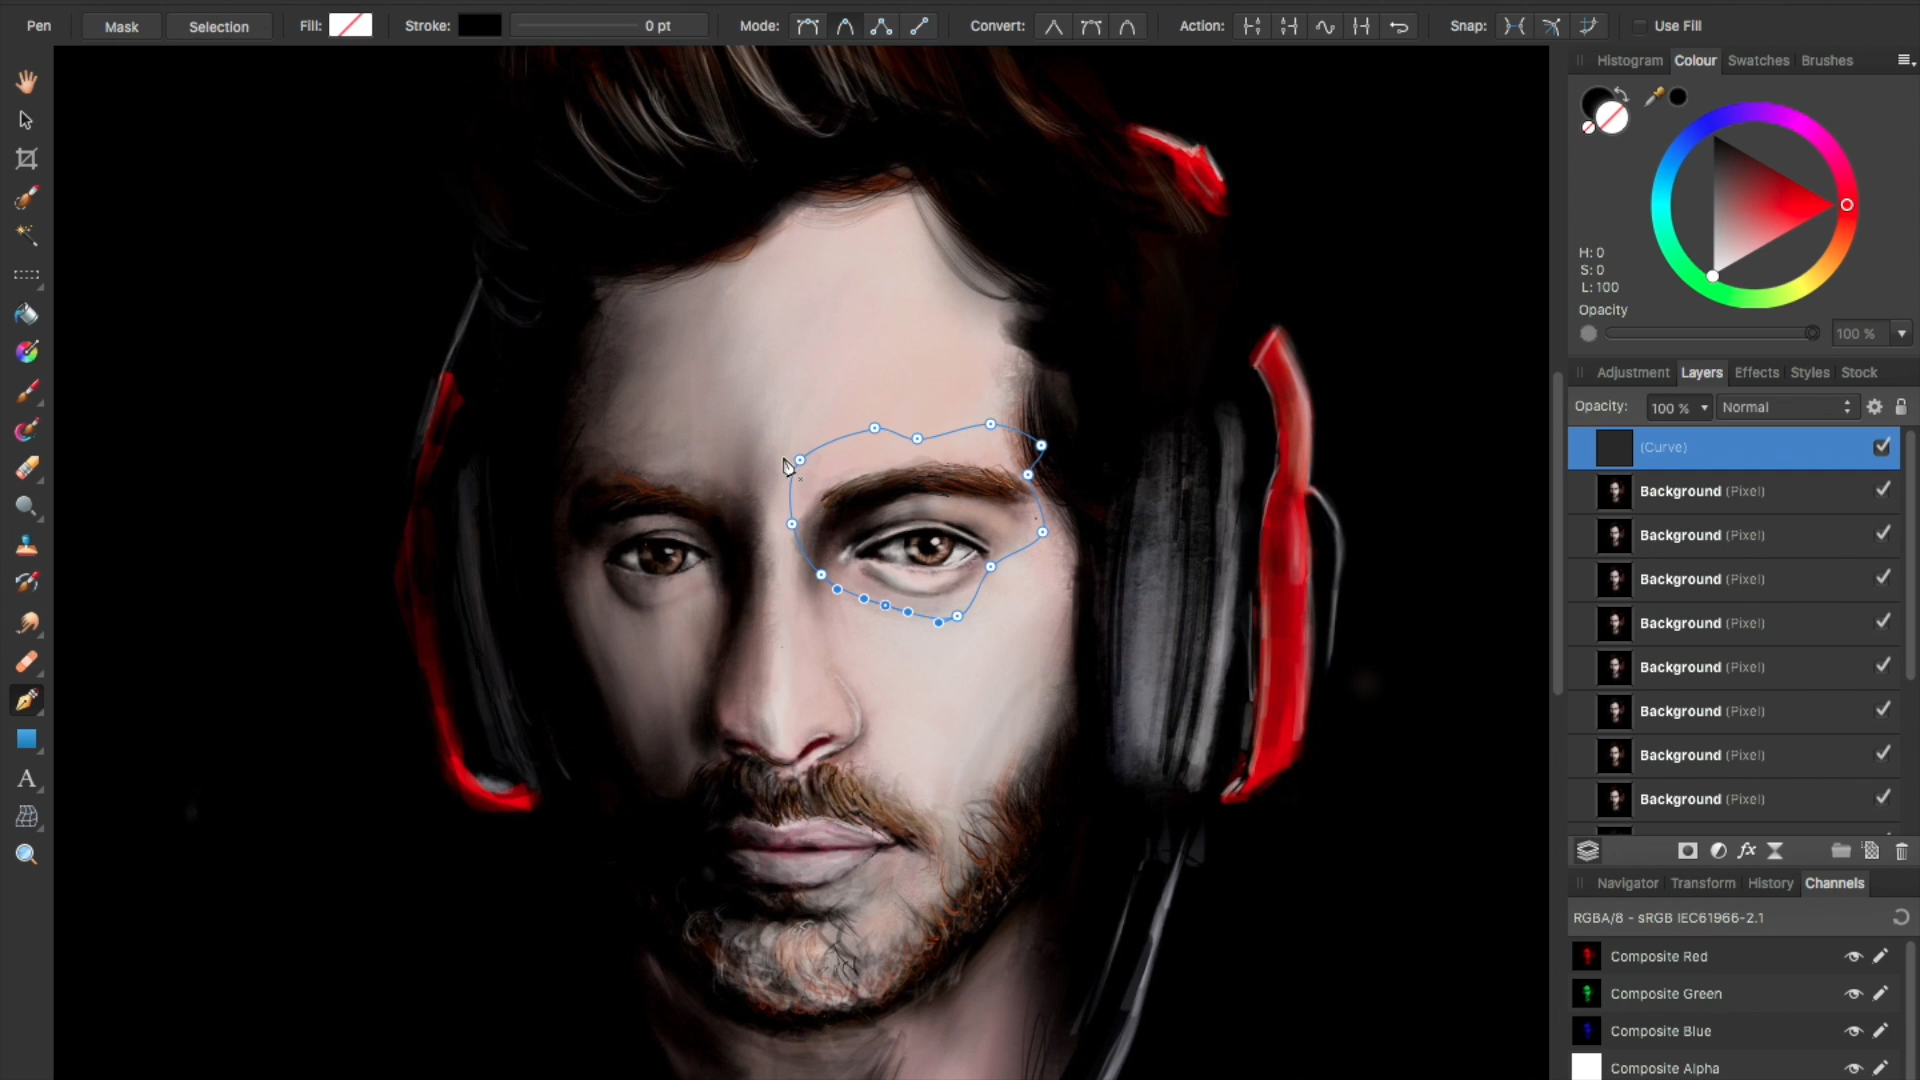 Pen Mask Selection Fill: Stroke: 0 pt Mode: Convert: Action: Snap: Use Fill
Histogram Colour Swatches Brushes
H: 0
S: 0
L: 100
Opacity
100 %
Adjustment Layers Effects Styles Stock
Opacity: 100 % Normal
(Curve)
Background (Pixel)
Background (Pixel)
Background (Pixel)
Background (Pixel)
Background (Pixel)
Background (Pixel)
Background (Pixel)
Background (Pixel)
fx
Navigator Transform History Channels
RGBA/8 - sRGB IEC61966-2.1
Composite Red
Composite Green
Composite Blue
Composite Alpha
A